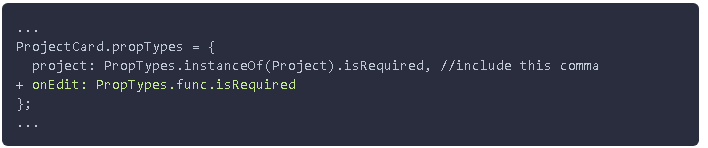 ...
ProjectCard.propTypes = {
  project: PropTypes.instanceOf(Project).isRequired, //include this comma
+ onEdit: PropTypes.func.isRequired
};
...